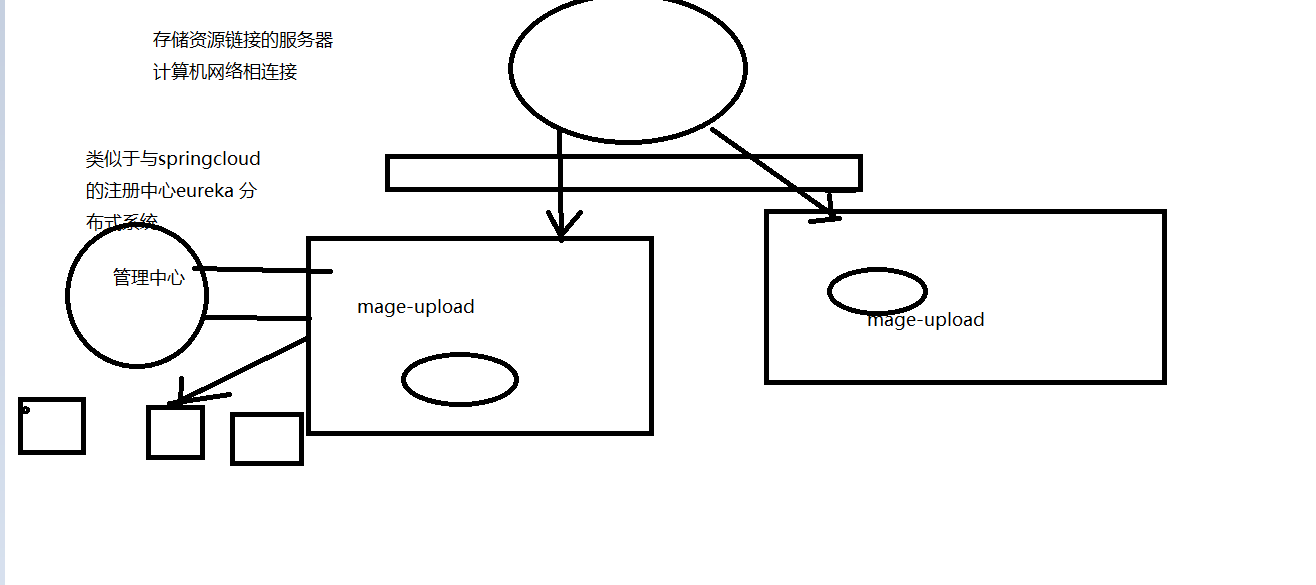 存储资源链接的服务器
计算机网络相连接
类似于与springcloud
的注册中心eureka 分
布式系统
管理中心
mage-upload
mage-upload